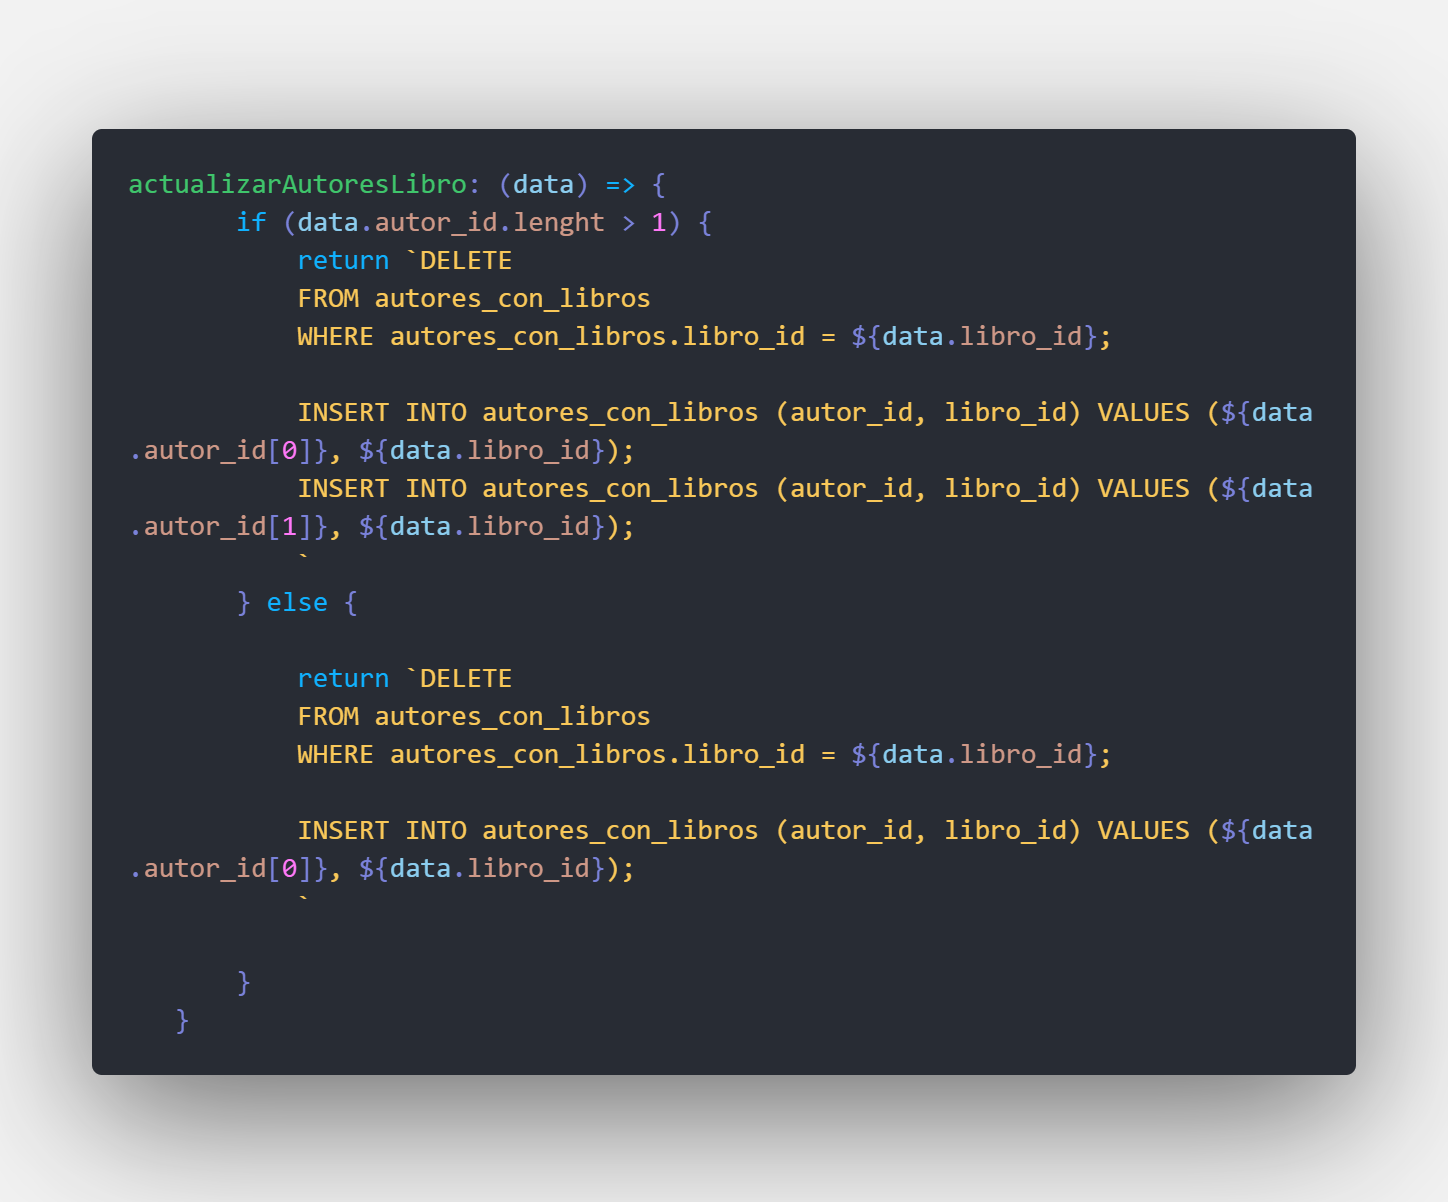 actualizarAutoresLibro: (data) => {
if (data.autor_id.lenght > 1) {
return `DELETE
FROM autores_con_libros
WHERE autores_con_libros.libro_id = ${data.libro_id};
INSERT INTO autores_con_libros (autor_id, libro_id) VALUES (${data
.autor_id[0]}, ${data.libro_id});
INSERT INTO autores_con_libros (autor_id, libro_id) VALUES (${data
.autor_id[1]}, ${data.libro_id});
`
} else {
return `DELETE
FROM autores_con_libros
WHERE autores_con_libros.libro_id = ${data.libro_id};
INSERT INTO autores_con_libros (autor_id, libro_id) VALUES (${data
.autor_id[0]}, ${data.libro_id});
`
}
}